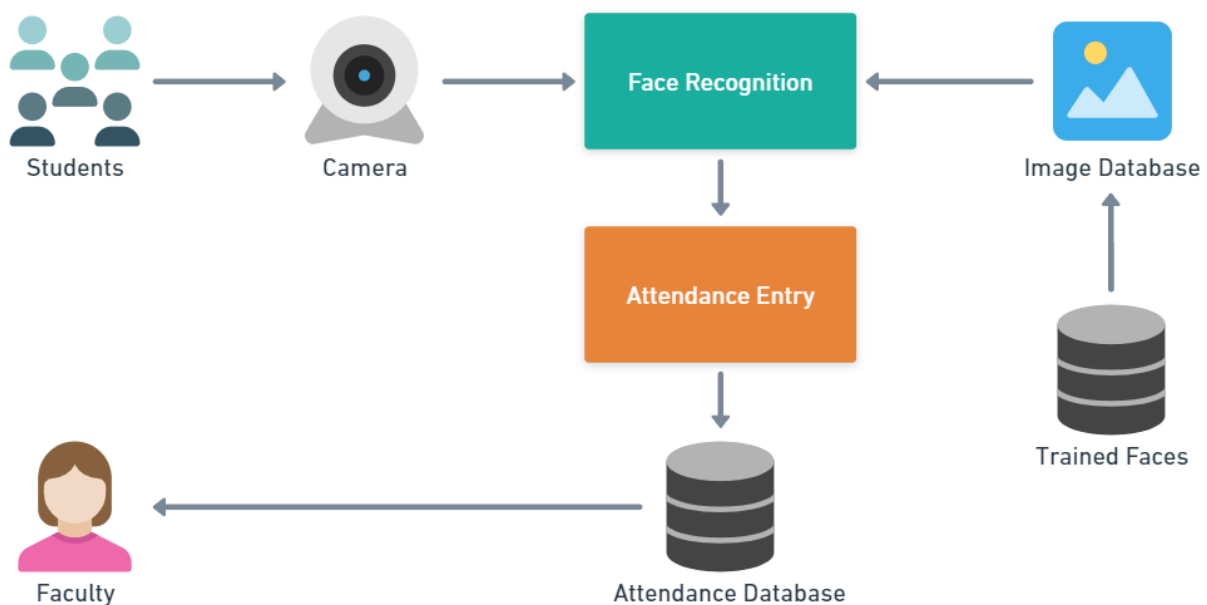 Face Recognition
Students
Camera
Image Database
Attendance Entry
Trained Faces
Faculty
Attendance Database